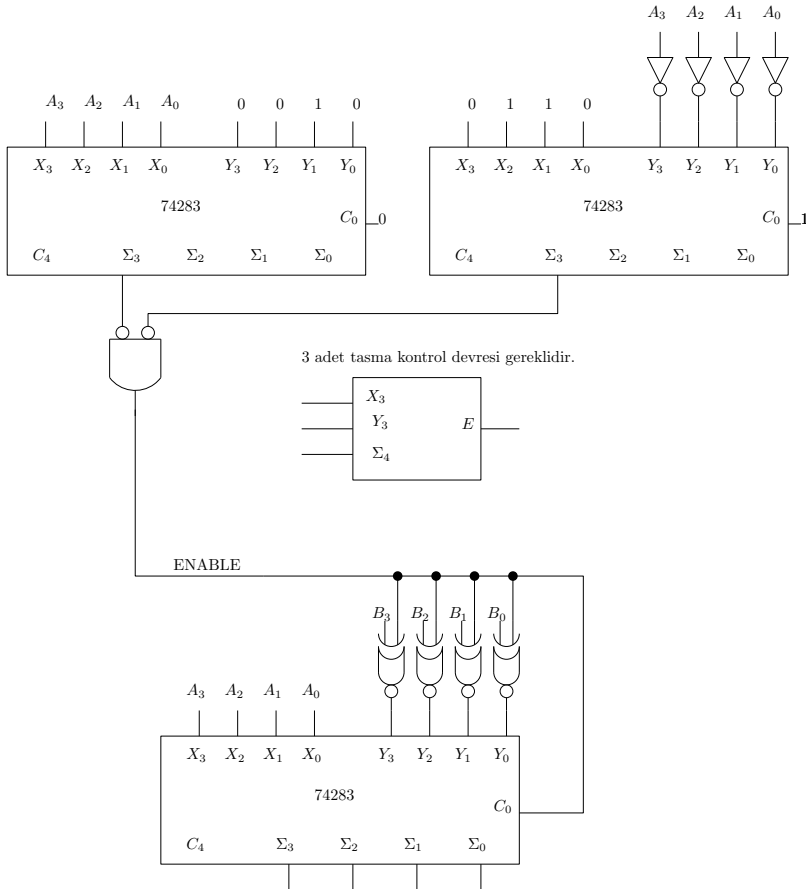 A₃ A₂ A₁ A₀
A₃ A₂ A₁ A₀ 0 0 1 0
0 1 1 0
X₃ X₂ X₁ X₀ Y₃ Y₂ Y₁ Y₀
74283
C₀ 0
C₄ Σ₃ Σ₂ Σ₁ Σ₀
X₃ X₂ X₁ X₀ Y₃ Y₂ Y₁ Y₀
74283
C₀ 1
C₄ Σ₃ Σ₂ Σ₁ Σ₀
3 adet tasma kontrol devresi gereklidir.
X₃
Y₃ E
Σ₄
ENABLE
B₃ B₂ B₁ B₀
A₃ A₂ A₁ A₀
X₃ X₂ X₁ X₀ Y₃ Y₂ Y₁ Y₀
74283
C₀
C₄ Σ₃ Σ₂ Σ₁ Σ₀